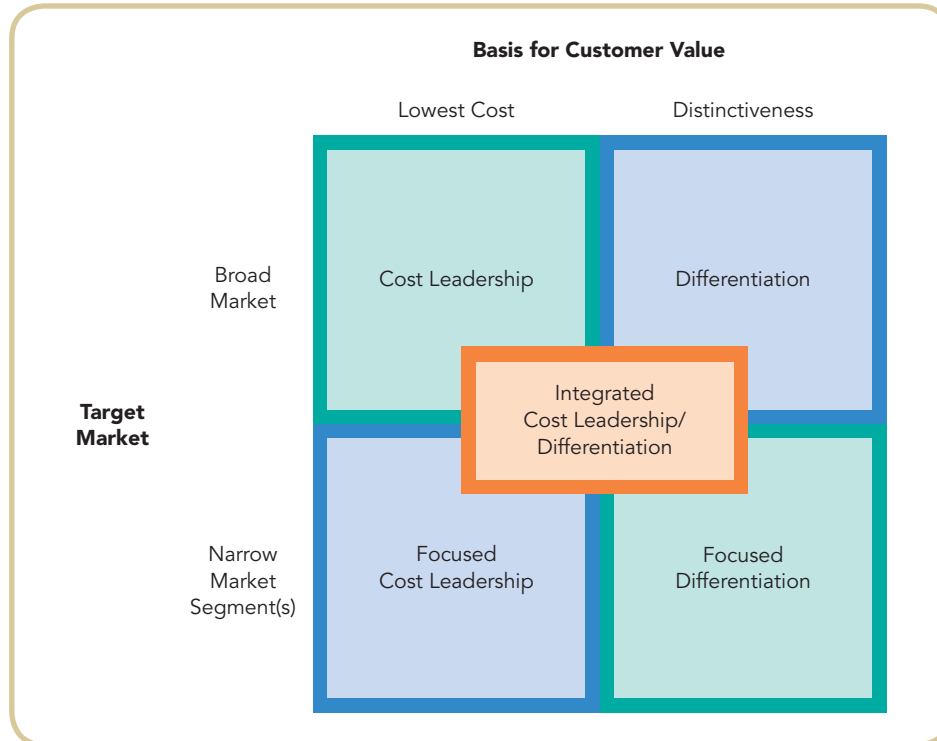 Basis for Customer Value
Lowest Cost
Distinctiveness
Broad
Market
Cost Leadership
Differentiation
Target
Market
Integrated
Cost Leadership/
Differentiation
Narrow
Market
Segment(s)
Focused
Cost Leadership
Focused
Differentiation